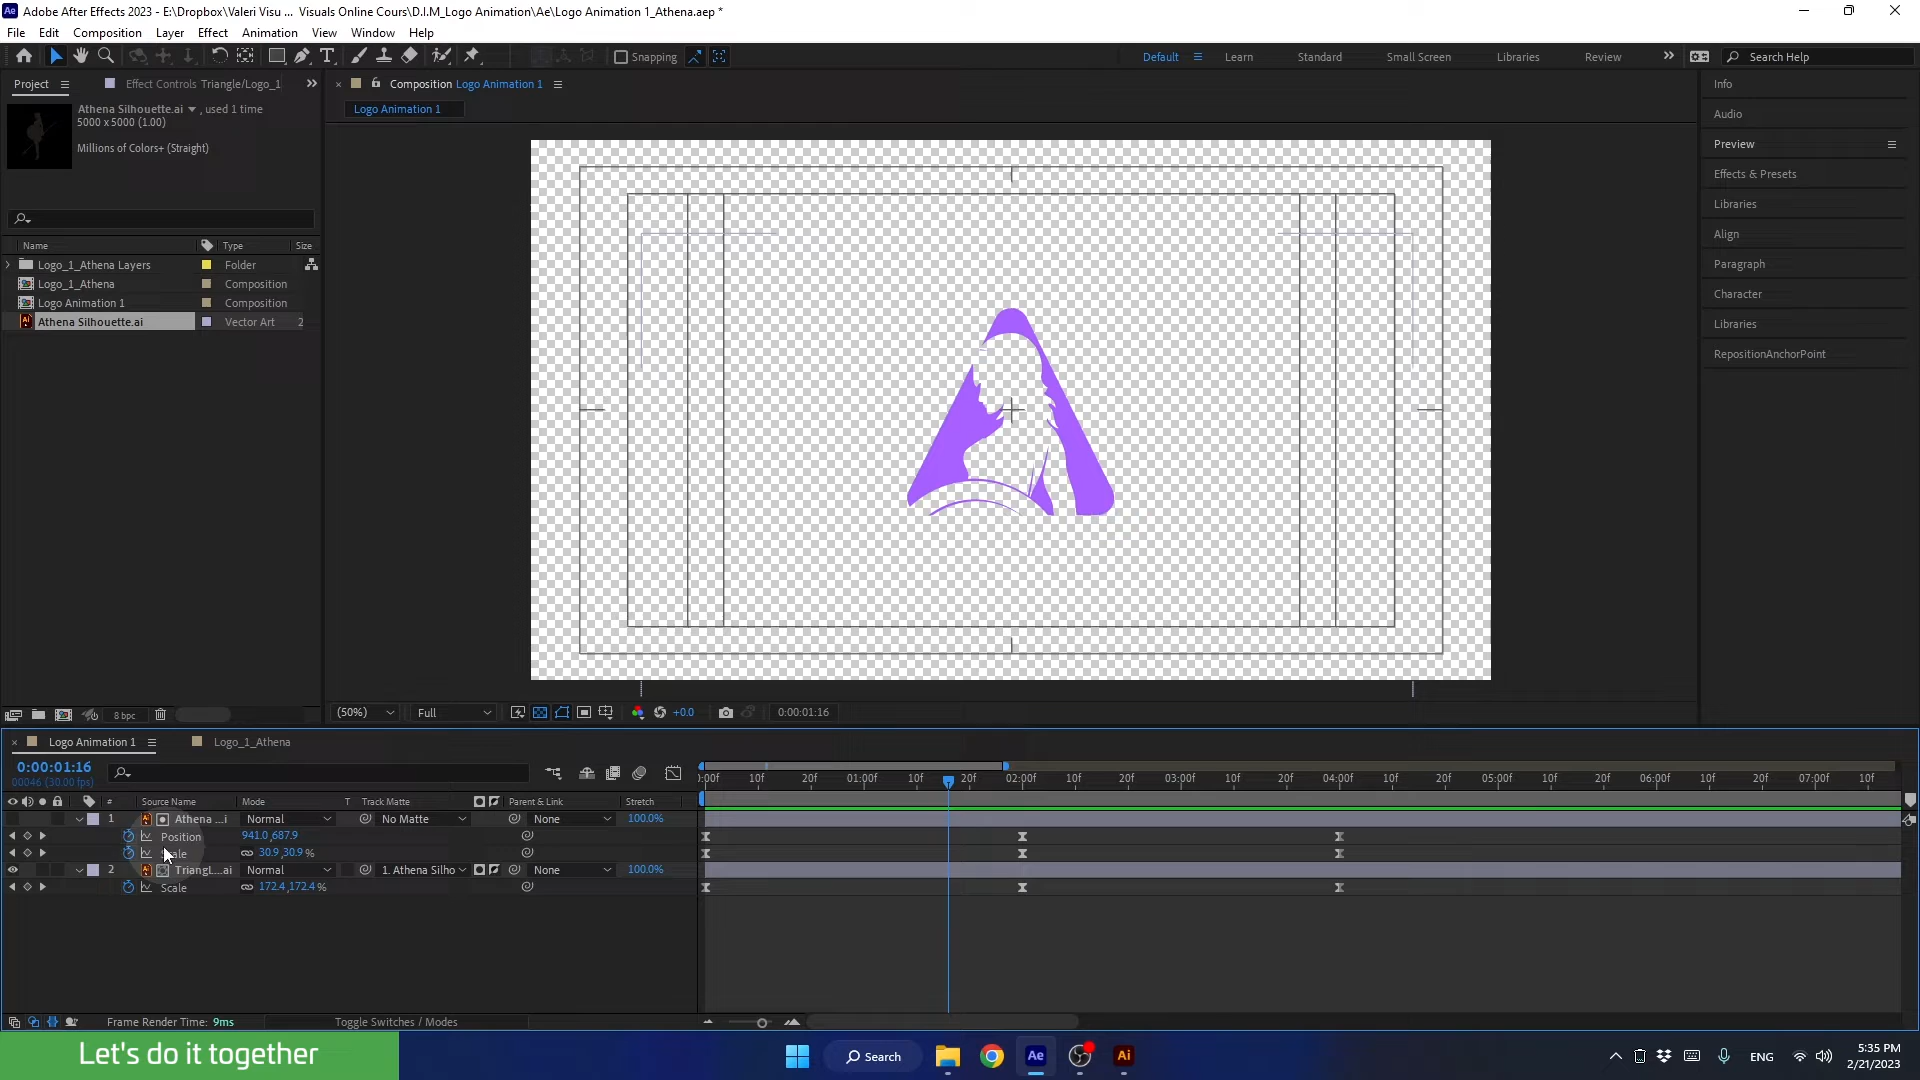 Adobe After Effects 2023 - E:\Dropbox\Valeri Visu ... Visuals Online Cours\D.I.M_Logo Animation\Ae\Logo Animation 1_Athena.aep *
File Edit Composition Layer Effect Animation View Window Help
Snapping Default Learn Standard Small Screen Libraries Review Search Help
Project Effect Controls Triangle/Logo_1 Composition Logo Animation 1 Info
Athena Silhouette.ai , used 1 time Logo Animation 1
5000 x 5000 (1.00) Audio
Millions of Colors+ (Straight) Preview
Effects & Presets
Libraries
Align
Paragraph
Character
Libraries
RepositionAnchorPoint
Name Type Size
Logo_1_Athena Layers Folder
Logo_1_Athena Composition
Logo Animation 1 Composition
Athena Silhouette.ai Vector Art 2
8 bpc (50%) Full +0.0 0:00:01:16
Logo Animation 1 Logo_1_Athena
0:00:01:16
00046 (30.00 fps)
:00f 10f 20f 01:00f 10f 20f 02:00f 10f 20f 03:00f 10f 20f 04:00f 10f 20f 05:00f 10f 20f 06:00f 10f 20f 07:00f 10f
# Source Name Mode T Track Matte Parent & Link Stretch
1 Ai Athena ...i Normal No Matte None 100.0%
Position 941.0,687.9
30.9,30.9 %
2 Ai Triangl...ai Normal 1. Athena Silho None 100.0%
Scale 172.4,172.4 %
Frame Render Time: 9ms Toggle Switches / Modes
Let's do it together
Search Ae Ai ENG 5:35 PM
2/21/2023